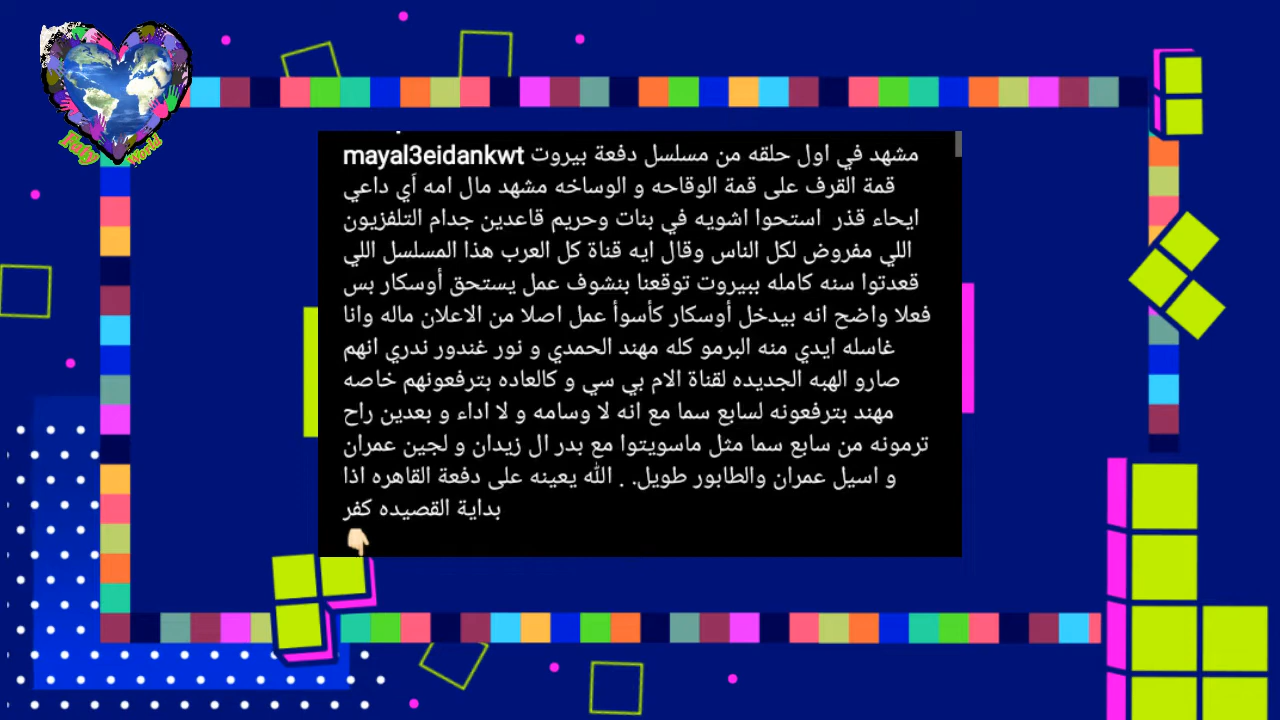 Faty World
mayal3eidankwt مشهد في اول حلقه من مسلسل دفعة بيروت
قمة القرف على قمة الوقاحه و الوساخه مشهد مال امه آي داعي
ايحاء قذر استحوا اشويه في بنات وحريم قاعدين جدام التلفزيون
اللي مفروض لكل الناس وقال ايه قناة كل العرب هذا المسلسل اللي
قعدتوا سنه كامله ببيروت توقعنا بنشوف عمل يستحق أوسكار بس
فعلا واضح انه بيدخل أوسكار كأسوأ عمل اصلا من الاعلان ماله وانا
غاسله ايدي منه البرمو كله مهند الحمدي و نور غندور ندري انهم
صارو الهبه الجديده لقناة الام بي سي و كالعاده بترفعونهم خاصه
مهند بترفعونه لسابع سما مع انه لا وسامه و لا اداء و بعدين راح
ترمونه من سابع سما مثل ماسويتوا مع بدر ال زيدان و لجين عمران
و اسيل عمران والطابور طويل. . الله يعينه على دفعة القاهره اذا
بداية القصيده كفر